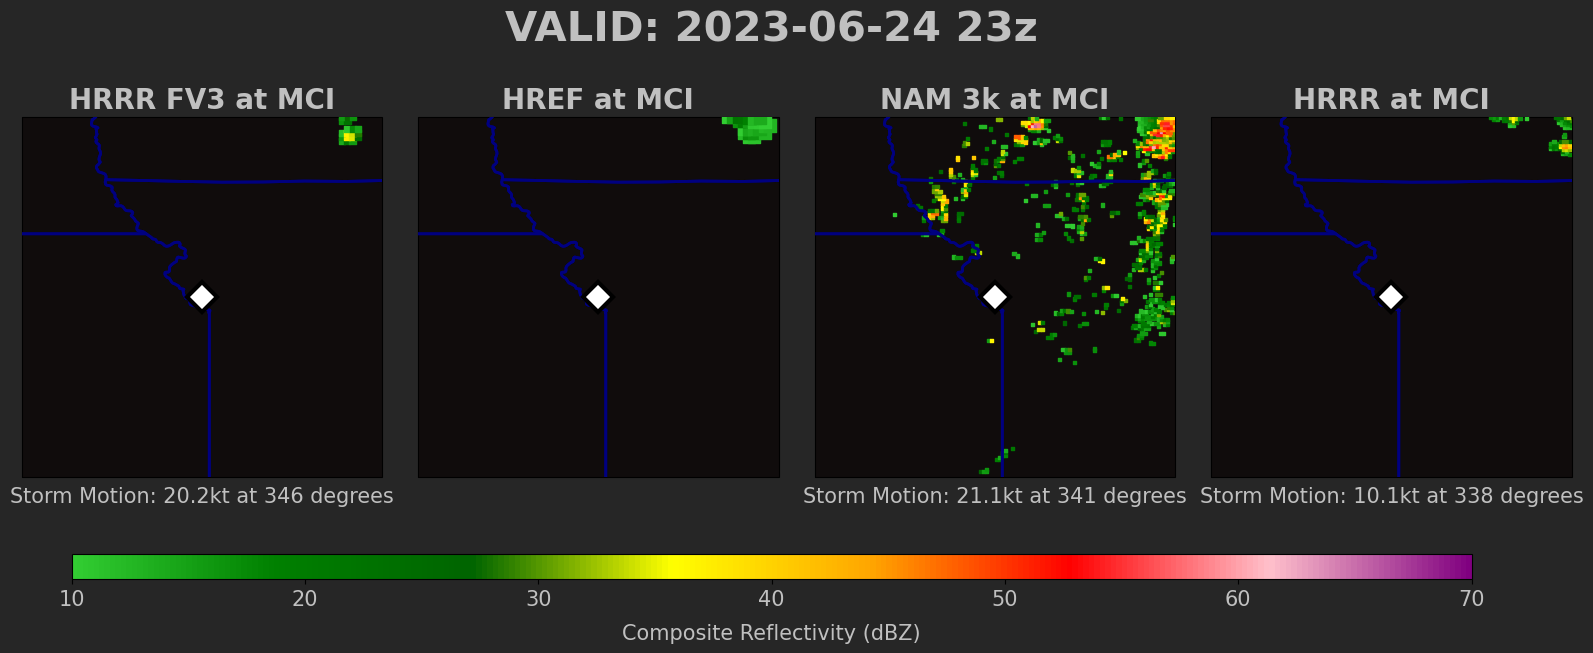 VALID: 2023-06-24 23z
HRRR FV3 at MCI
HREF at MCI
NAM 3k at MCI
HRRR at MCI
Storm Motion: 20.2kt at 346 degrees
Storm Motion: 21.1kt at 341 degrees
Storm Motion: 10.1kt at 338 degrees
10 20 30 40 50 60 70
Composite Reflectivity (dBZ)